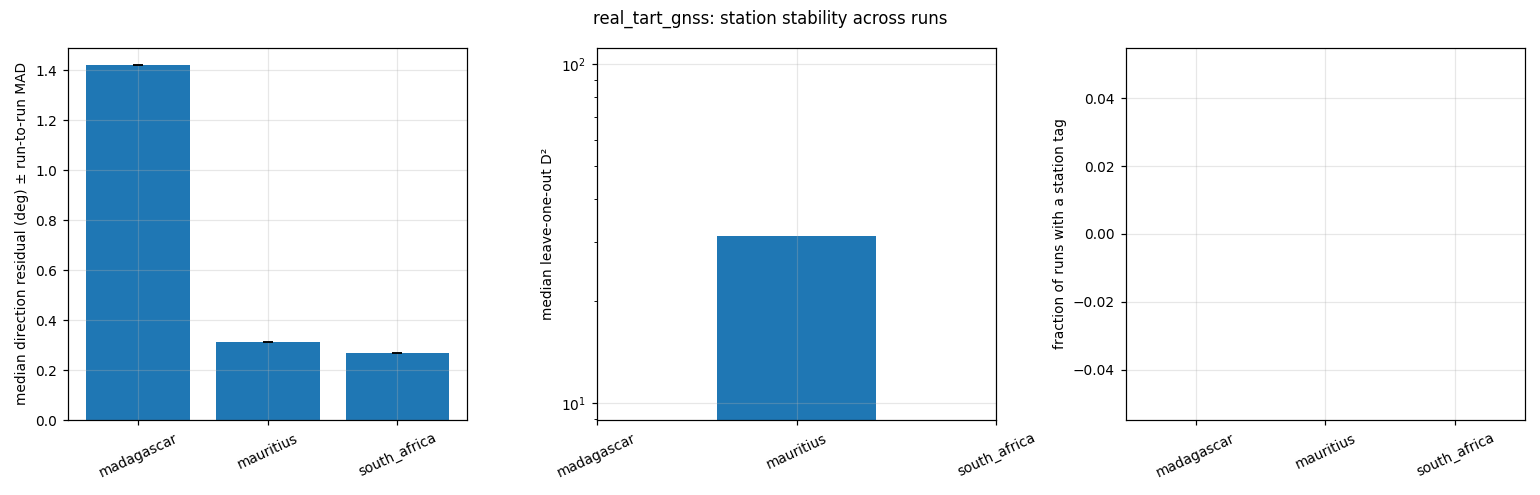 real_tart_gnss: station stability across runs
median direction residual (deg) ± run-to-run MAD
1.4
1.2
1.0
0.8
0.6
0.4
0.2
0.0
madagascar
mauritius
south_africa
median leave-one-out D²
10²
10¹
madagascar
mauritius
south_africa
fraction of runs with a station tag
0.04
0.02
0.00
−0.02
−0.04
madagascar
mauritius
south_africa